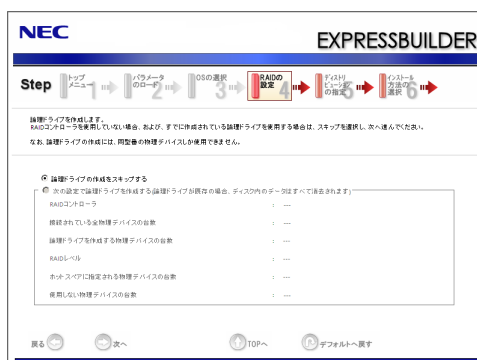 NEC
EXPRESSBUILDER
Step
トップメニュー 1
パラメータのロード 2
OSの選択 3
RAIDの設定 4
ディストリビューションの指定 5
インストール方法の選択 6
論理ドライブを作成します。
RAIDコントローラを使用していない場合、および、すでに作成されている論理ドライブを使用する場合は、スキップを選択し、次へ進んでください。
なお、論理ドライブの作成には、同型番の物理デバイスしか使用できません。
論理ドライブの作成をスキップする
次の設定で論理ドライブを作成する(論理ドライブが既存の場合、ディスク内のデータはすべて消去されます)
RAIDコントローラ : ---
接続されている全物理デバイスの台数 : ---
論理ドライブを作成する物理デバイスの台数 : ---
RAIDレベル : ---
ホットスペアに指定される物理デバイスの台数 : ---
使用しない物理デバイスの台数 : ---
戻る 次へ TOPへ デフォルトへ戻す